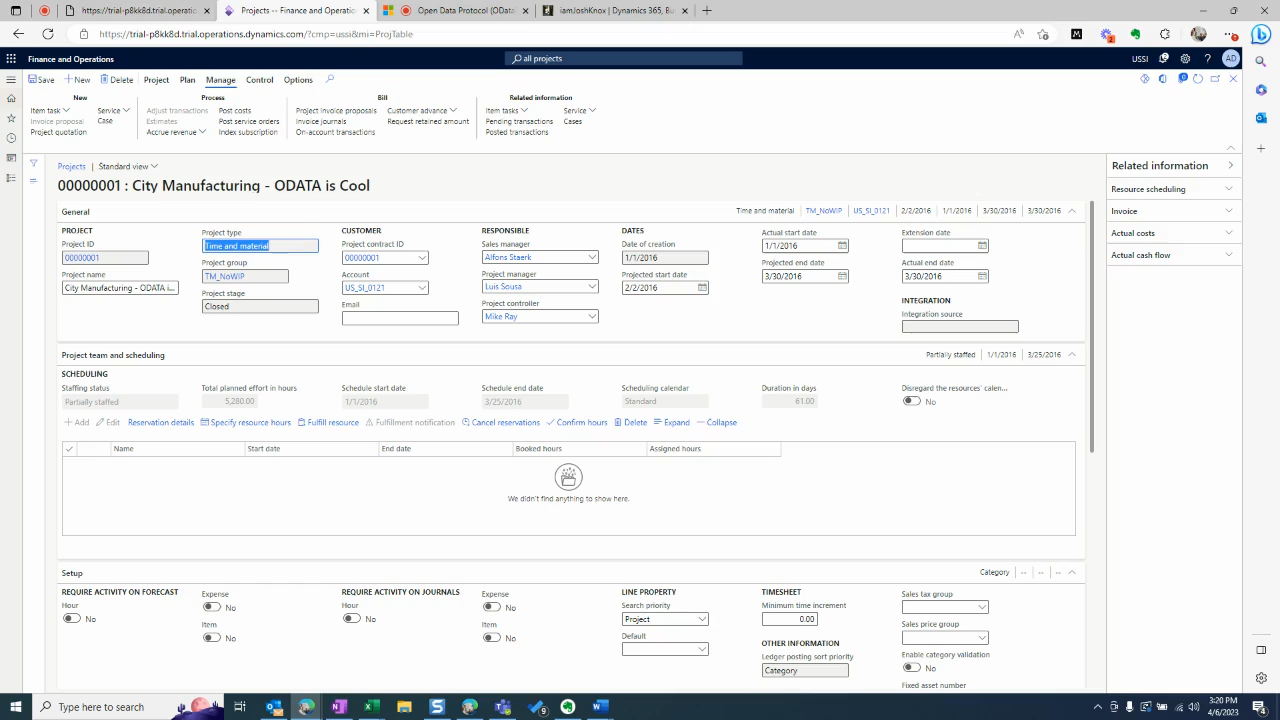 https://trial-p8kk8d.trial.operations
Projects -- Finance and Operations
Open Data Protocol (OData)
iamJoshKnox | Dynamics 365, Bu
https://trial-p8kk8d.trial.operations.dynamics.com/?cmp=ussi&mi=ProjTable
Finance and Operations
all projects
USSI
AD
Save New Delete Project Plan Manage Control Options
New Process Bill Related information
Item task Service Adjust transactions Post costs Project invoice proposals Customer advance Item tasks Service
Invoice proposal Case Estimates Post service orders Invoice journals Request retained amount Pending transactions Cases
Project quotation Accrue revenue Index subscription On-account transactions Posted transactions
Projects | Standard view
00000001 : City Manufacturing - ODATA is Cool
General Time and material TM_NoWIP US_SI_0121 2/2/2016 1/1/2016 3/30/2016 3/30/2016
PROJECT
Project ID
00000001
Project name
City Manufacturing - ODATA i...
Project type
Time and material
Project group
TM_NoWIP
Project stage
Closed
CUSTOMER
Project contract ID
00000001
Account
US_SI_0121
Email
RESPONSIBLE
Sales manager
Alfons Staerk
Project manager
Luis Sousa
Project controller
Mike Ray
DATES
Date of creation
1/1/2016
Projected start date
2/2/2016
Actual start date
1/1/2016
Projected end date
3/30/2016
Extension date
Actual end date
3/30/2016
INTEGRATION
Integration source
Project team and scheduling Partially staffed 1/1/2016 3/25/2016
SCHEDULING
Staffing status Total planned effort in hours Schedule start date Schedule end date Scheduling calendar Duration in days Disregard the resources' calen...
Partially staffed 5,280.00 1/1/2016 3/25/2016 Standard 61.00 No
Add Edit Reservation details Specify resource hours Fulfill resource Fulfillment notification Cancel reservations Confirm hours Delete Expand Collapse
Name Start date End date Booked hours Assigned hours
We didn't find anything to show here.
Setup Category -- -- --
REQUIRE ACTIVITY ON FORECAST
Hour
No
Expense
No
Item
No
REQUIRE ACTIVITY ON JOURNALS
Hour
No
Expense
No
Item
No
LINE PROPERTY
Search priority
Project
Default
TIMESHEET
Minimum time increment
0.00
OTHER INFORMATION
Ledger posting sort priority
Category
Sales tax group
Sales price group
Enable category validation
No
Fixed asset number
Related information
Resource scheduling
Invoice
Actual costs
Actual cash flow
Type here to search
3:20 PM
4/6/2023